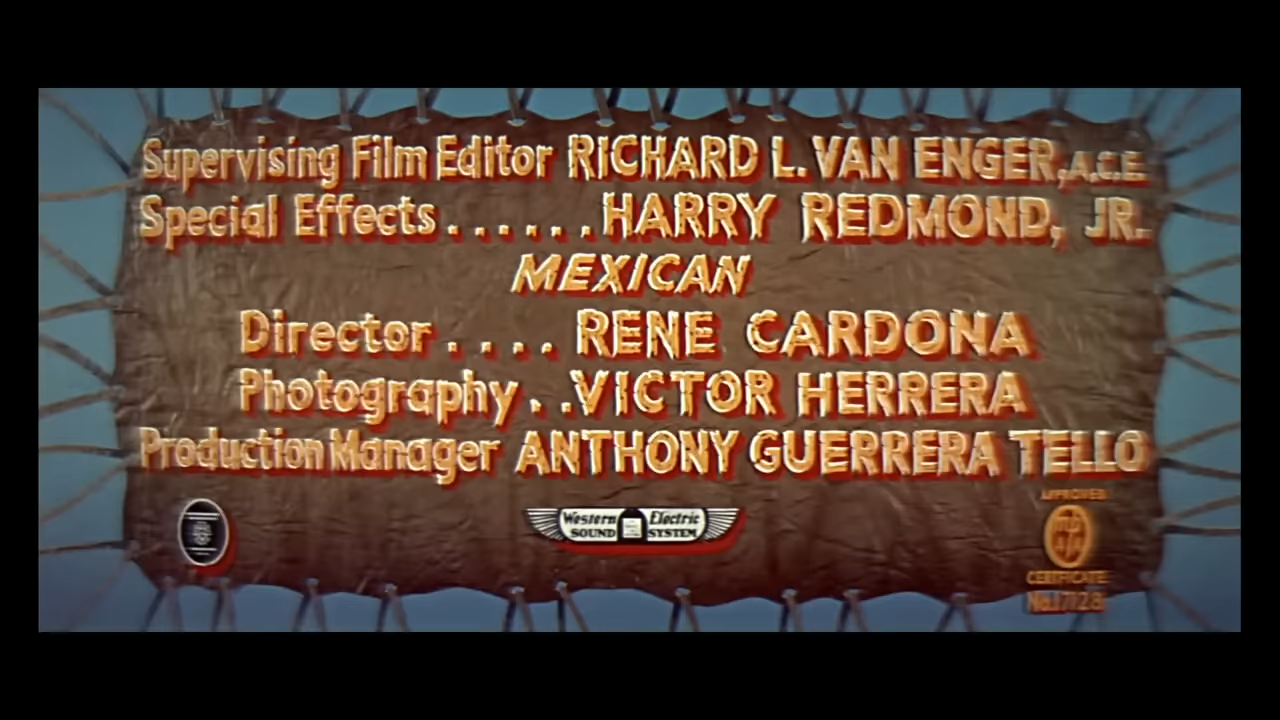 Supervising Film Editor RICHARD L. VAN ENGER, A.C.E.
Special Effects ......HARRY REDMOND, JR.
MEXICAN
Director .... RENE CARDONA
Photography ..VICTOR HERRERA
Production Manager ANTHONY GUERRERA TELLO
Western Electric
SOUND SYSTEM
APPROVED
CERTIFICATE
No.17128